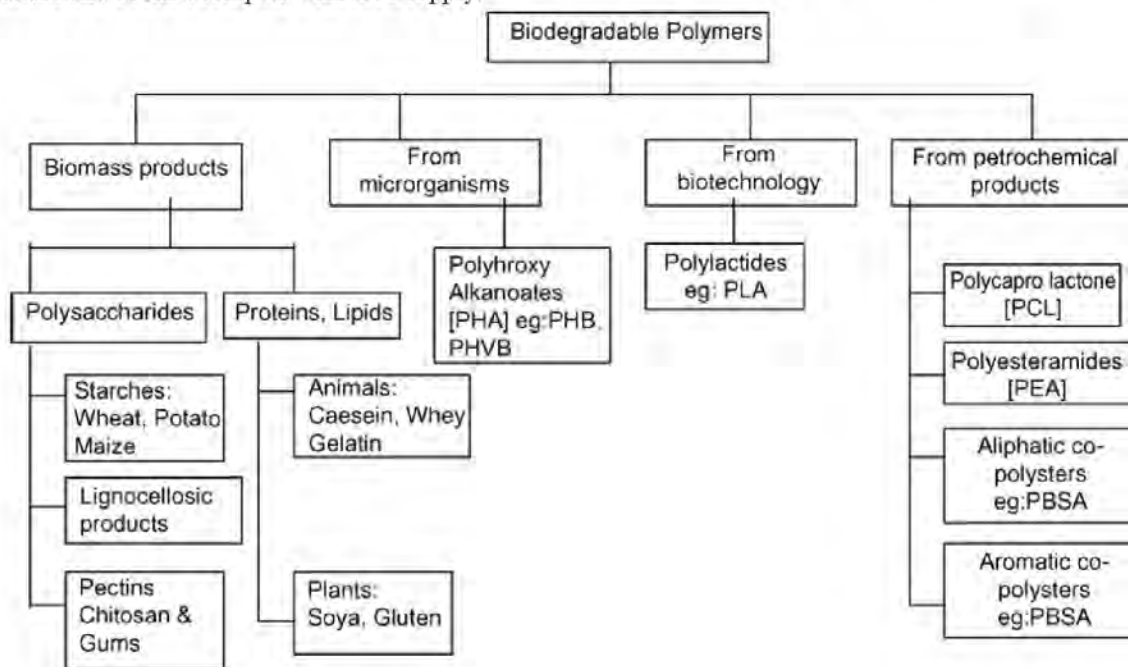 Biodegradable Polymers
Biomass products
From
microrganisms
From
biotechnology
From petrochemical
products
Polysaccharides
Proteins, Lipids
Polyhroxy
Alkanoates
[PHA] eg:PHB,
PHVB
Polylactides
eg: PLA
Polycapro lactone
[PCL]
Polyesteramides
[PEA]
Aliphatic co-
polysters
eg:PBSA
Aromatic co-
polysters
eg:PBSA
Starches:
Wheat, Potato
Maize
Lignocellosic
products
Pectins
Chitosan &
Gums
Animals:
Caesein, Whey
Gelatin
Plants:
Soya, Gluten